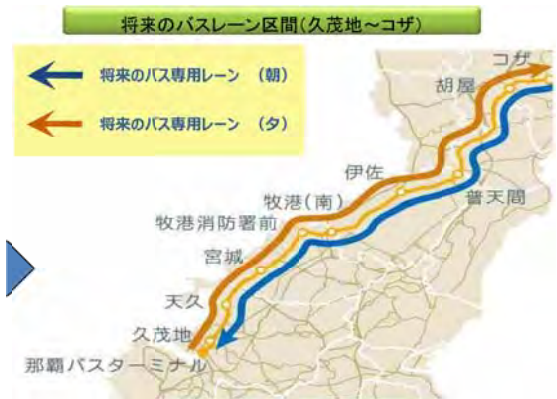 将来のバスレーン区間(久茂地～コザ)
将来のバス専用レーン (朝)
将来のバス専用レーン (夕)
コザ
胡屋
伊佐
普天間
牧港(南)
牧港消防署前
宮城
天久
久茂地
那覇バスターミナル